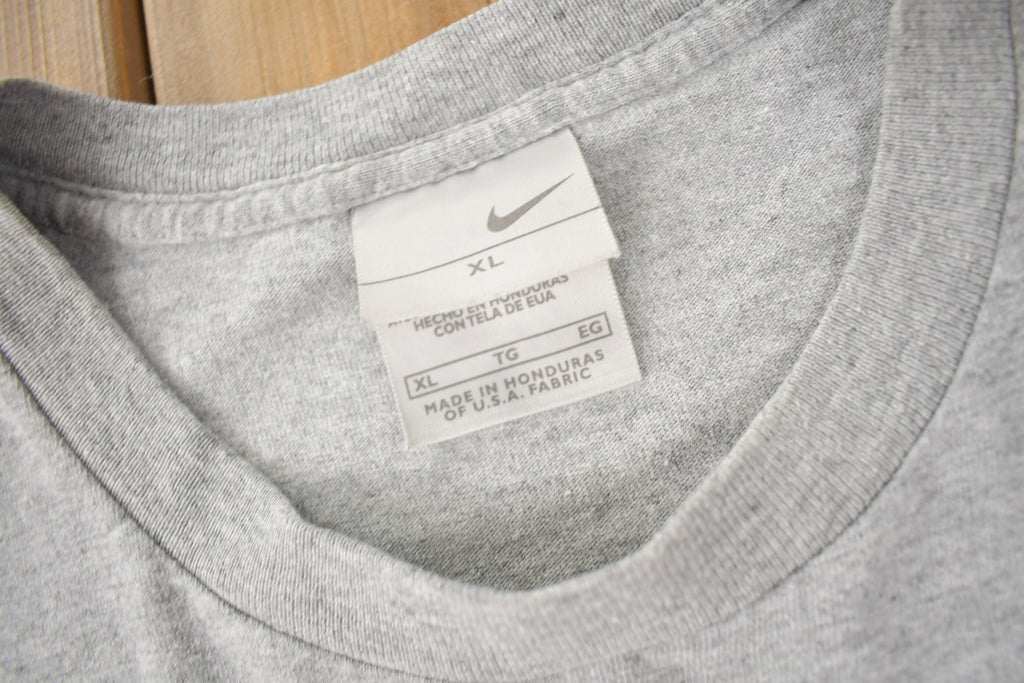 XL
HECHO EN HONDURAS
CON TELA DE EUA
XL TG EG
MADE IN HONDURAS
OF U.S.A. FABRIC